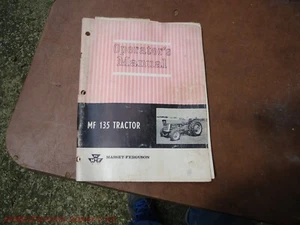 Operator's
Manual
MF 135 TRACTOR
MASSEY-FERGUSON